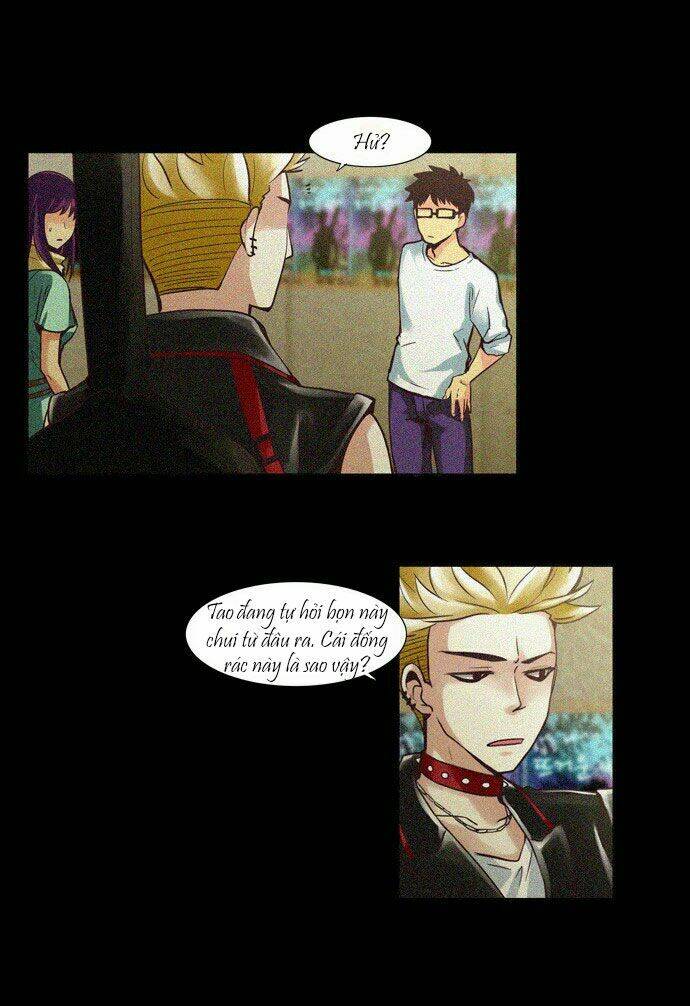 Hử?
Tao đang tự hỏi bọn này
chui từ đâu ra. Cái đống
rác này là sao vậy?